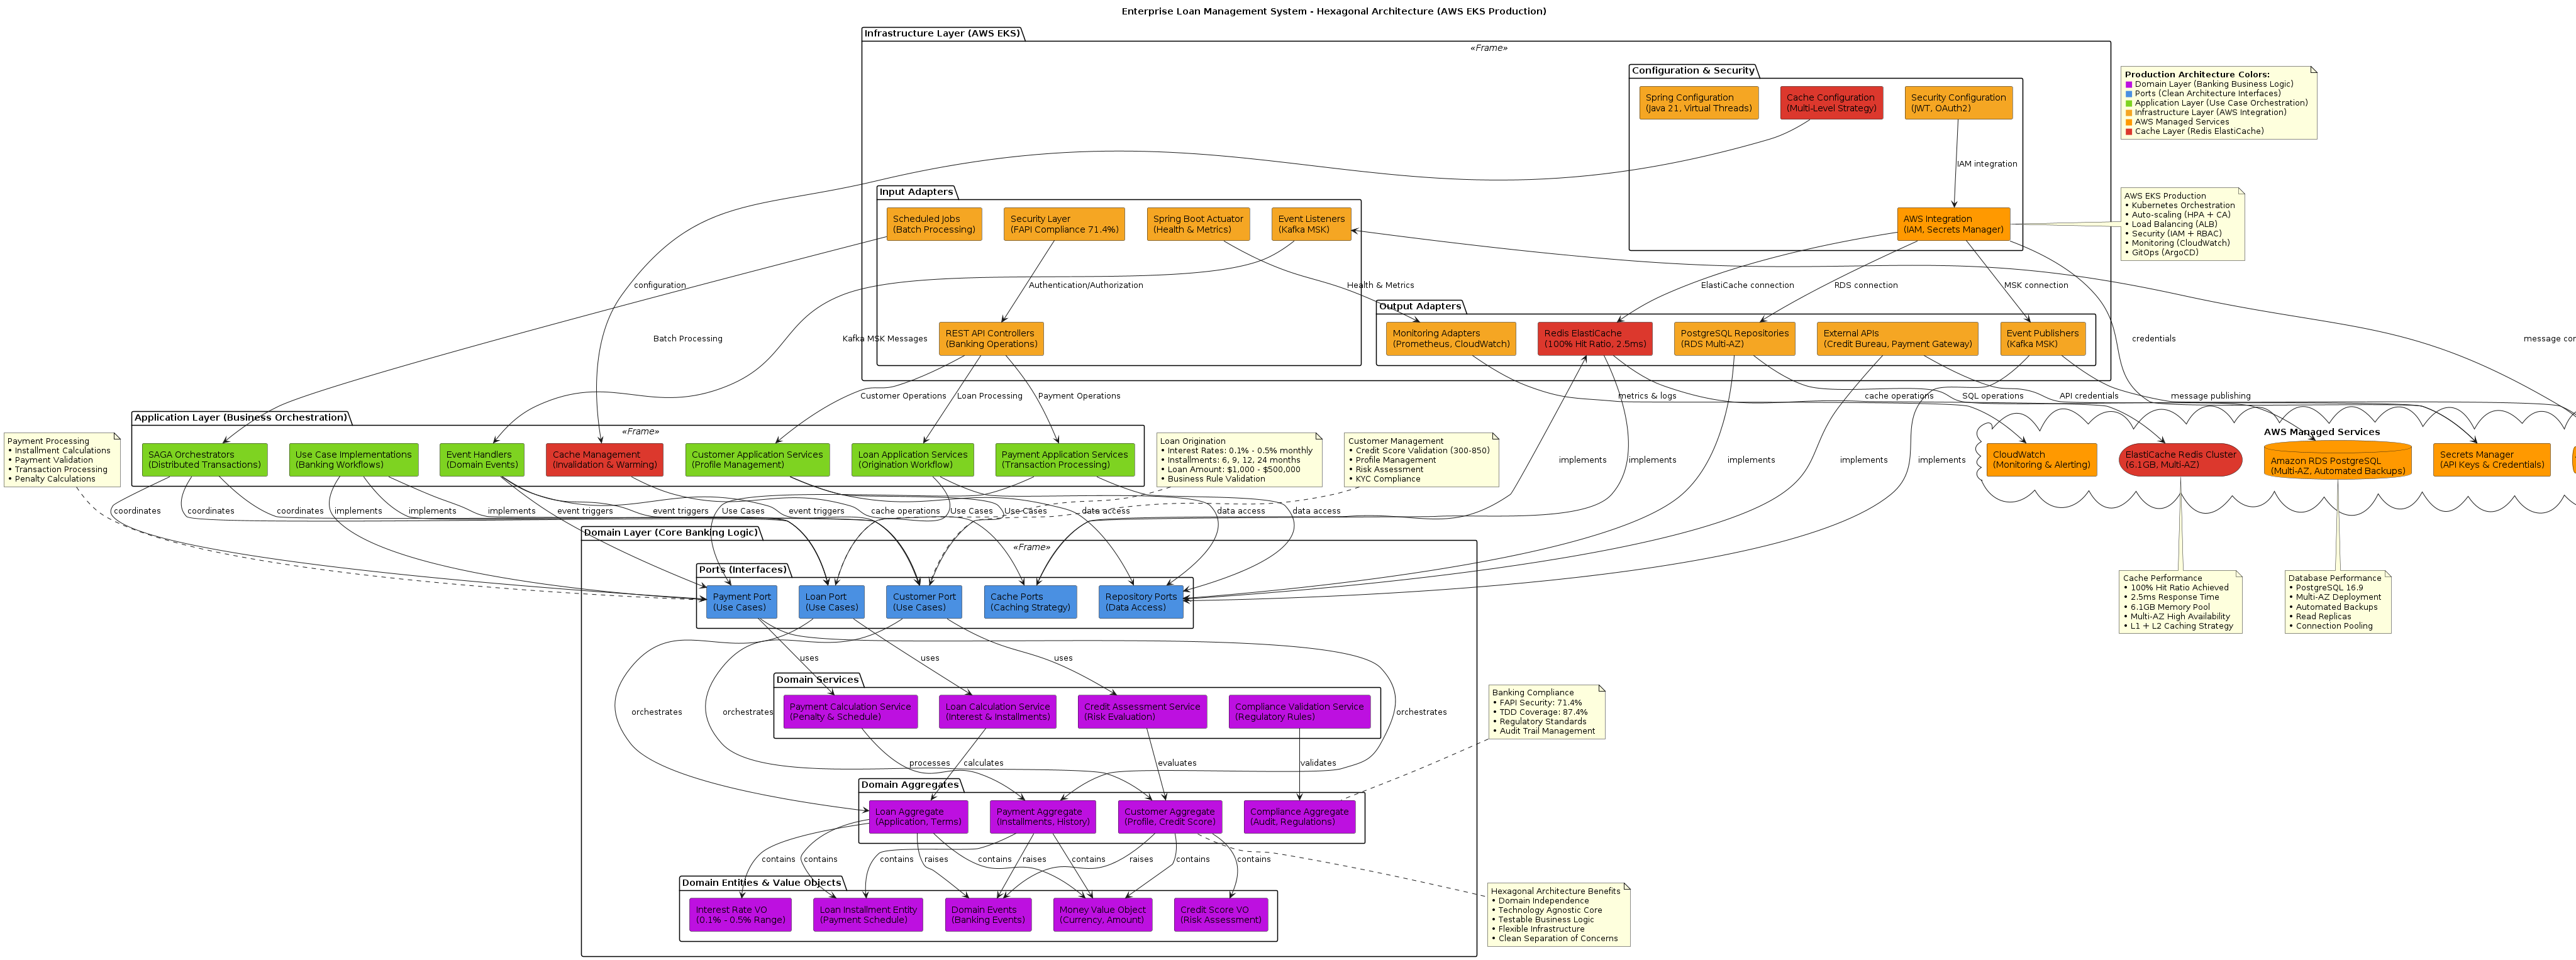 Enterprise Loan Management System - Hexagonal Architecture (AWS EKS Production)
Infrastructure Layer (AWS EKS)
«Frame»
Configuration & Security
Spring Configuration
(Java 21, Virtual Threads)
Cache Configuration
(Multi-Level Strategy)
Security Configuration
(JWT, OAuth2)
Production Architecture Colors:
Domain Layer (Banking Business Logic)
Ports (Clean Architecture Interfaces)
Application Layer (Use Case Orchestration)
Infrastructure Layer (AWS Integration)
AWS Managed Services
Cache Layer (Redis ElastiCache)
IAM integration
AWS Integration
(IAM, Secrets Manager)
AWS EKS Production
• Kubernetes Orchestration
• Auto-scaling (HPA + CA)
• Load Balancing (ALB)
• Security (IAM + RBAC)
• Monitoring (CloudWatch)
• GitOps (ArgoCD)
Input Adapters
Scheduled Jobs
(Batch Processing)
Security Layer
(FAPI Compliance 71.4%)
Spring Boot Actuator
(Health & Metrics)
Event Listeners
(Kafka MSK)
configuration
Authentication/Authorization
Health & Metrics
ElastiCache connection
RDS connection
MSK connection
Output Adapters
REST API Controllers
(Banking Operations)
Monitoring Adapters
(Prometheus, CloudWatch)
Redis ElastiCache
(100% Hit Ratio, 2.5ms)
PostgreSQL Repositories
(RDS Multi-AZ)
External APIs
(Credit Bureau, Payment Gateway)
Event Publishers
(Kafka MSK)
Batch Processing
Kafka MSK Messages
credentials
message con
Customer Operations
Loan Processing
Payment Operations
metrics & logs
cache operations
SQL operations
API credentials
message publishing
Application Layer (Business Orchestration)
«Frame»
SAGA Orchestrators
(Distributed Transactions)
Use Case Implementations
(Banking Workflows)
Event Handlers
(Domain Events)
Cache Management
(Invalidation & Warming)
Customer Application Services
(Profile Management)
Loan Application Services
(Origination Workflow)
Payment Application Services
(Transaction Processing)
Payment Processing
• Installment Calculations
• Payment Validation
• Transaction Processing
• Penalty Calculations
Loan Origination
• Interest Rates: 0.1% - 0.5% monthly
• Installments: 6, 9, 12, 24 months
• Loan Amount: $1,000 - $500,000
• Business Rule Validation
Customer Management
• Credit Score Validation (300-850)
• Profile Management
• Risk Assessment
• KYC Compliance
implements
implements
implements
implements
implements
AWS Managed Services
CloudWatch
(Monitoring & Alerting)
ElastiCache Redis Cluster
(6.1GB, Multi-AZ)
Amazon RDS PostgreSQL
(Multi-AZ, Automated Backups)
Secrets Manager
(API Keys & Credentials)
coordinates
coordinates
coordinates
implements
implements
implements
event triggers
event triggers
Use Cases
event triggers
cache operations
Use Cases
Use Cases
data access
data access
data access
Domain Layer (Core Banking Logic)
«Frame»
Ports (Interfaces)
Payment Port
(Use Cases)
Loan Port
(Use Cases)
Customer Port
(Use Cases)
Cache Ports
(Caching Strategy)
Repository Ports
(Data Access)
Cache Performance
• 100% Hit Ratio Achieved
• 2.5ms Response Time
• 6.1GB Memory Pool
• Multi-AZ High Availability
• L1 + L2 Caching Strategy
Database Performance
• PostgreSQL 16.9
• Multi-AZ Deployment
• Automated Backups
• Read Replicas
• Connection Pooling
uses
uses
uses
Domain Services
Payment Calculation Service
(Penalty & Schedule)
Loan Calculation Service
(Interest & Installments)
Credit Assessment Service
(Risk Evaluation)
Compliance Validation Service
(Regulatory Rules)
orchestrates
orchestrates
orchestrates
Banking Compliance
• FAPI Security: 71.4%
• TDD Coverage: 87.4%
• Regulatory Standards
• Audit Trail Management
processes
calculates
evaluates
validates
Domain Aggregates
Loan Aggregate
(Application, Terms)
Payment Aggregate
(Installments, History)
Customer Aggregate
(Profile, Credit Score)
Compliance Aggregate
(Audit, Regulations)
contains
contains
contains
raises
contains
raises
contains
raises
contains
contains
Domain Entities & Value Objects
Interest Rate VO
(0.1% - 0.5% Range)
Loan Installment Entity
(Payment Schedule)
Domain Events
(Banking Events)
Money Value Object
(Currency, Amount)
Credit Score VO
(Risk Assessment)
Hexagonal Architecture Benefits
• Domain Independence
• Technology Agnostic Core
• Testable Business Logic
• Flexible Infrastructure
• Clean Separation of Concerns